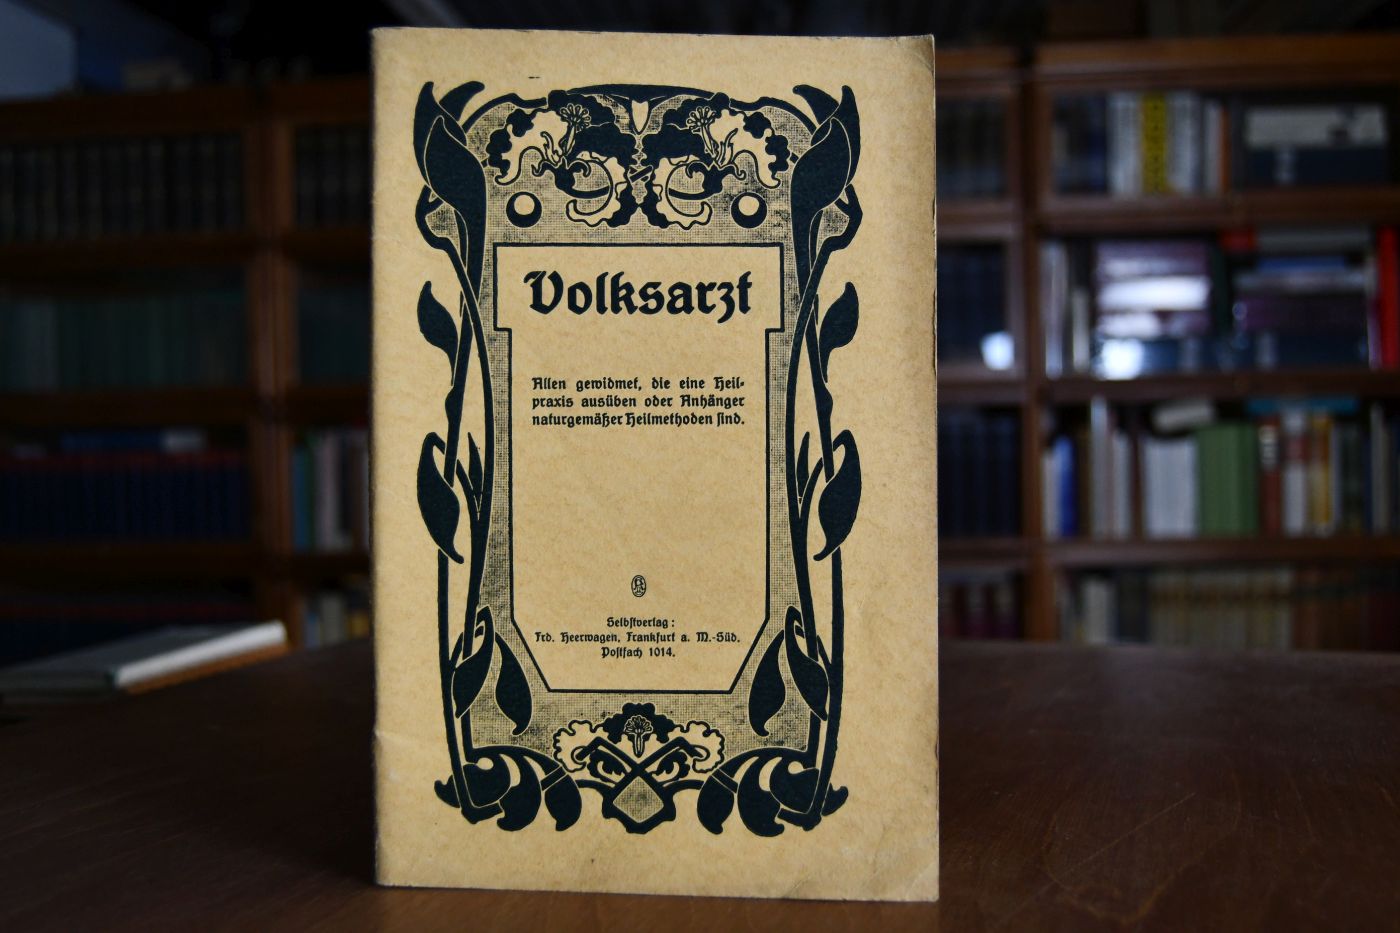 Volksarzt
Allen gewidmet, die eine Heil-
praxis ausüben oder Anhänger
naturgemäßer Heilmethoden sind.
Selbstverlag:
Frd. Heerwagen, Frankfurt a. M.-Süd.
Postfach 1014.